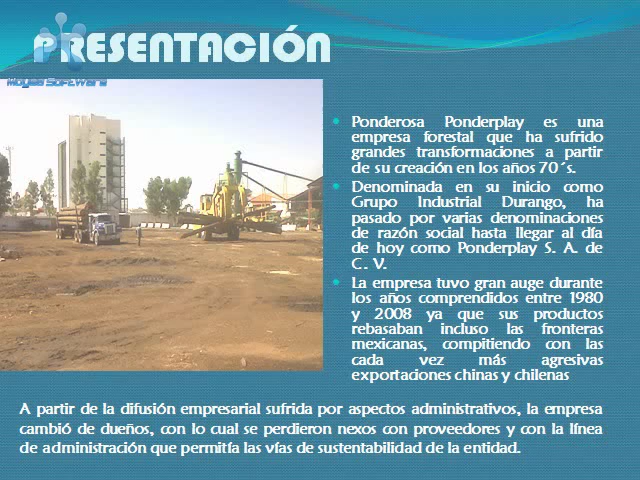 PRESENTACIÓN
Moyas Software
Ponderosa Ponderplay es una
empresa forestal que ha sufrido
grandes transformaciones a partir
de su creación en los años 70´s.
Denominada en su inicio como
Grupo Industrial Durango, ha
pasado por varias denominaciones
de razón social hasta llegar al día
de hoy como Ponderplay S. A. de
C. V.
La empresa tuvo gran auge durante
los años comprendidos entre 1980
y 2008 ya que sus productos
rebasaban incluso las fronteras
mexicanas, compitiendo con las
cada vez más agresivas
exportaciones chinas y chilenas
A partir de la difusión empresarial sufrida por aspectos administrativos, la empresa
cambió de dueños, con lo cual se perdieron nexos con proveedores y con la línea
de administración que permitía las vías de sustentabilidad de la entidad.